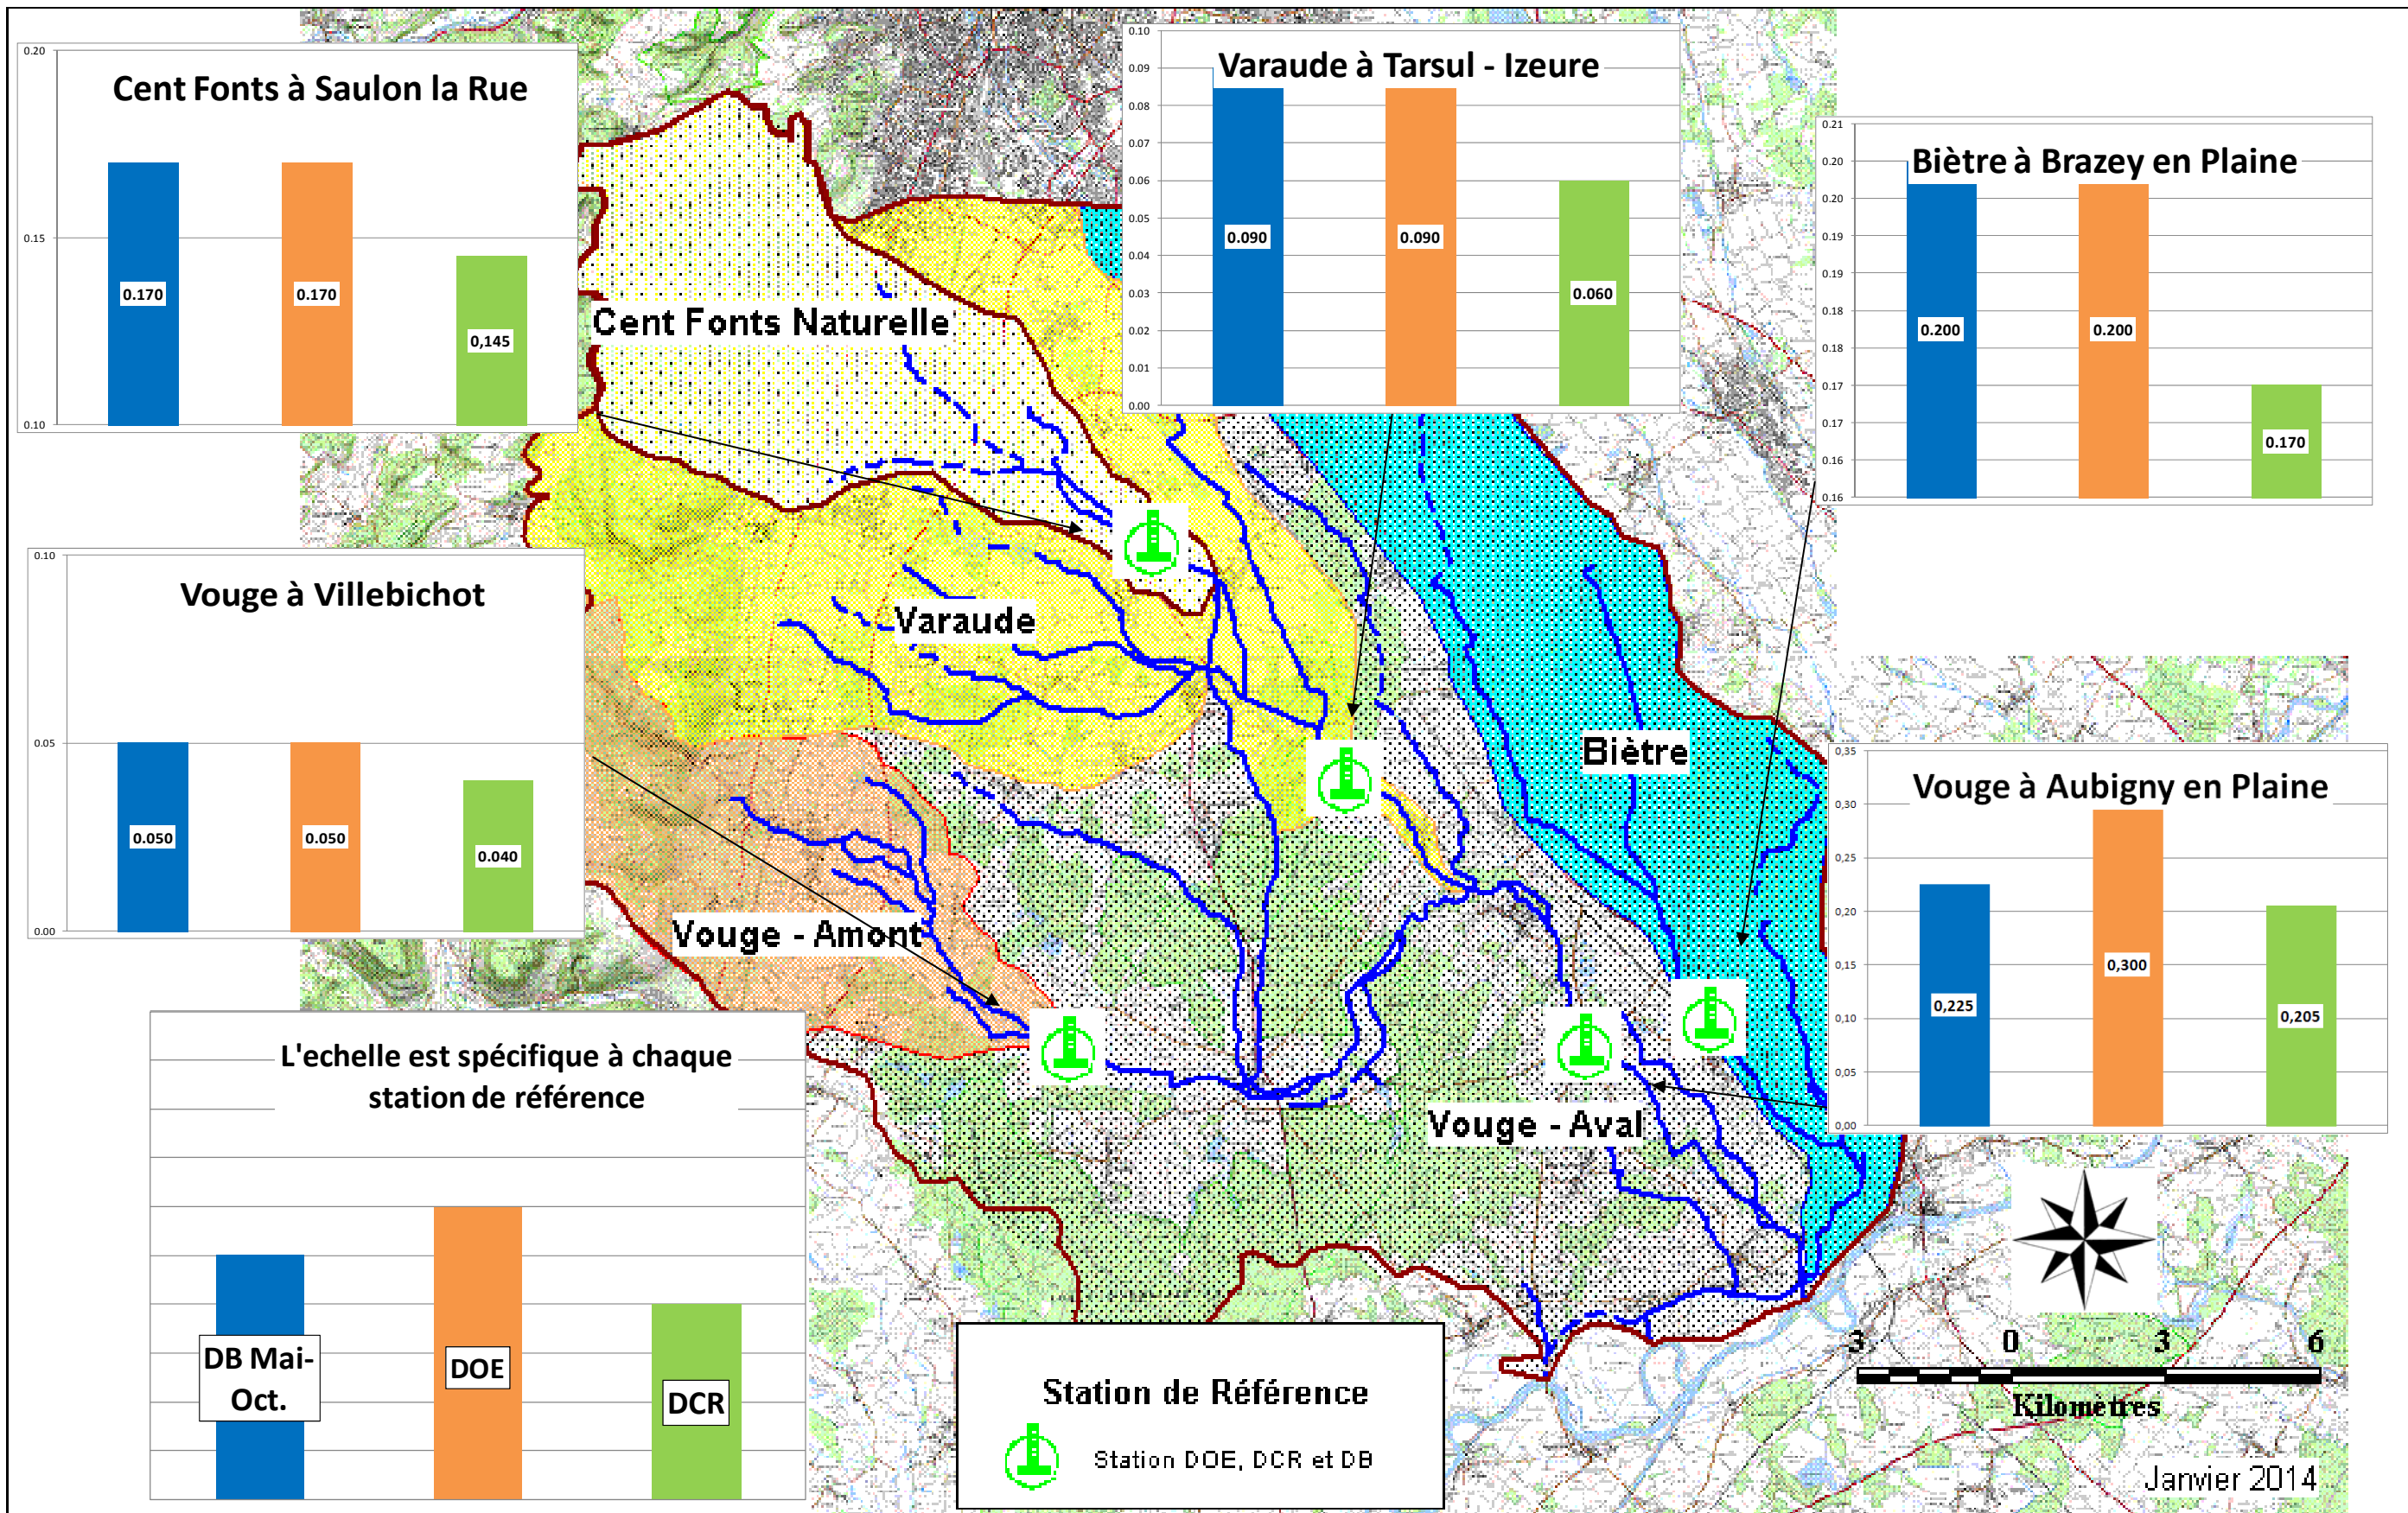 Cent Fonts à Saulon la Rue
0.20
0.15
0.10
0.170
0.170
0,145
Varaude à Tarsul - Izeure
0.10
0.09
0.08
0.07
0.06
0.05
0.04
0.03
0.02
0.01
0.00
0.090
0.090
0.060
Biètre à Brazey en Plaine
0.21
0.20
0.20
0.19
0.19
0.18
0.18
0.17
0.17
0.16
0.16
0.200
0.200
0.170
Cent Fonts Naturelle
Vouge à Villebichot
0.10
0.05
0.00
0.050
0.050
0.040
Varaude
Biètre
Vouge à Aubigny en Plaine
0,35
0,30
0,25
0,20
0,15
0,10
0,05
0,00
0,225
0,300
0,205
Vouge - Amont
Vouge - Aval
L'echelle est spécifique à chaque
station de référence
DB Mai-
Oct.
DOE
DCR
Station de Référence
Station DOE, DCR et DB
3 0 3 6
Kilomètres
Janvier 2014